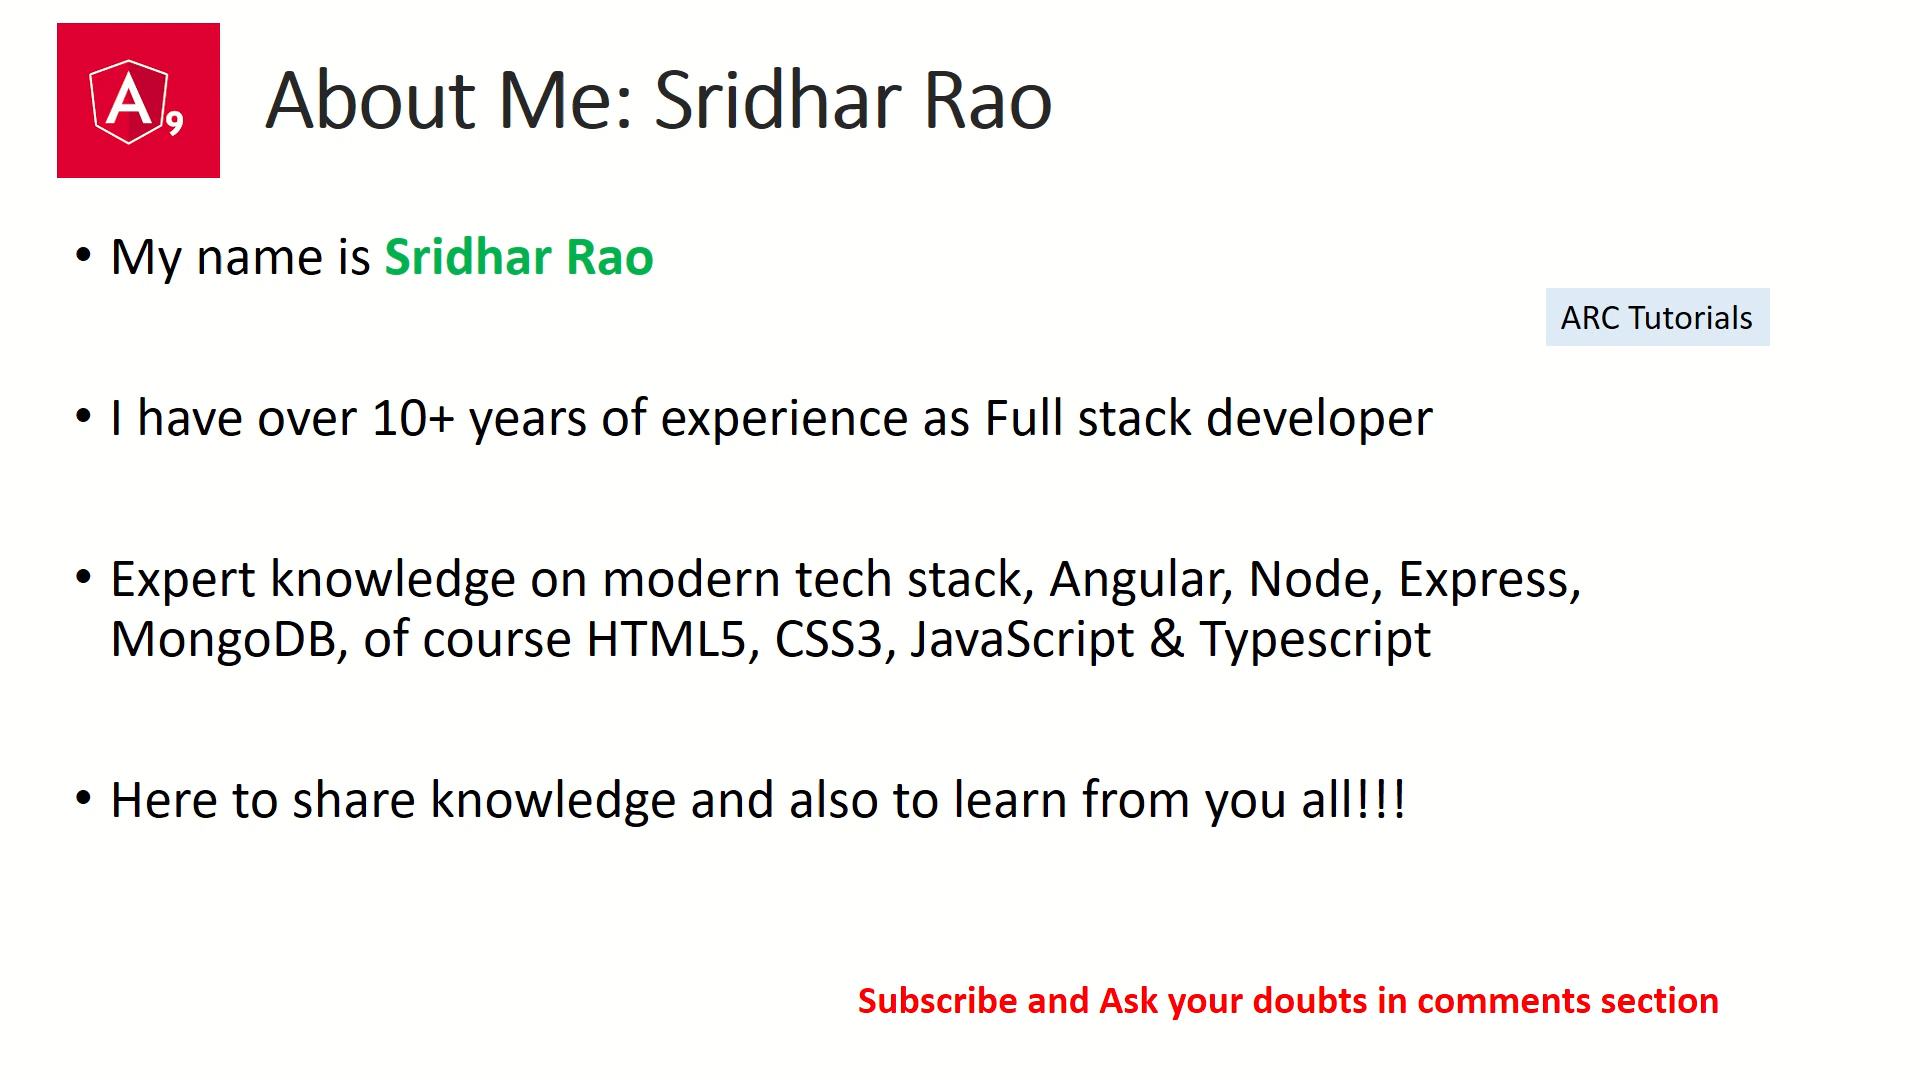 A9
About Me: Sridhar Rao
• My name is Sridhar Rao
ARC Tutorials
• I have over 10+ years of experience as Full stack developer
• Expert knowledge on modern tech stack, Angular, Node, Express,
MongoDB, of course HTML5, CSS3, JavaScript & Typescript
• Here to share knowledge and also to learn from you all!!!
Subscribe and Ask your doubts in comments section